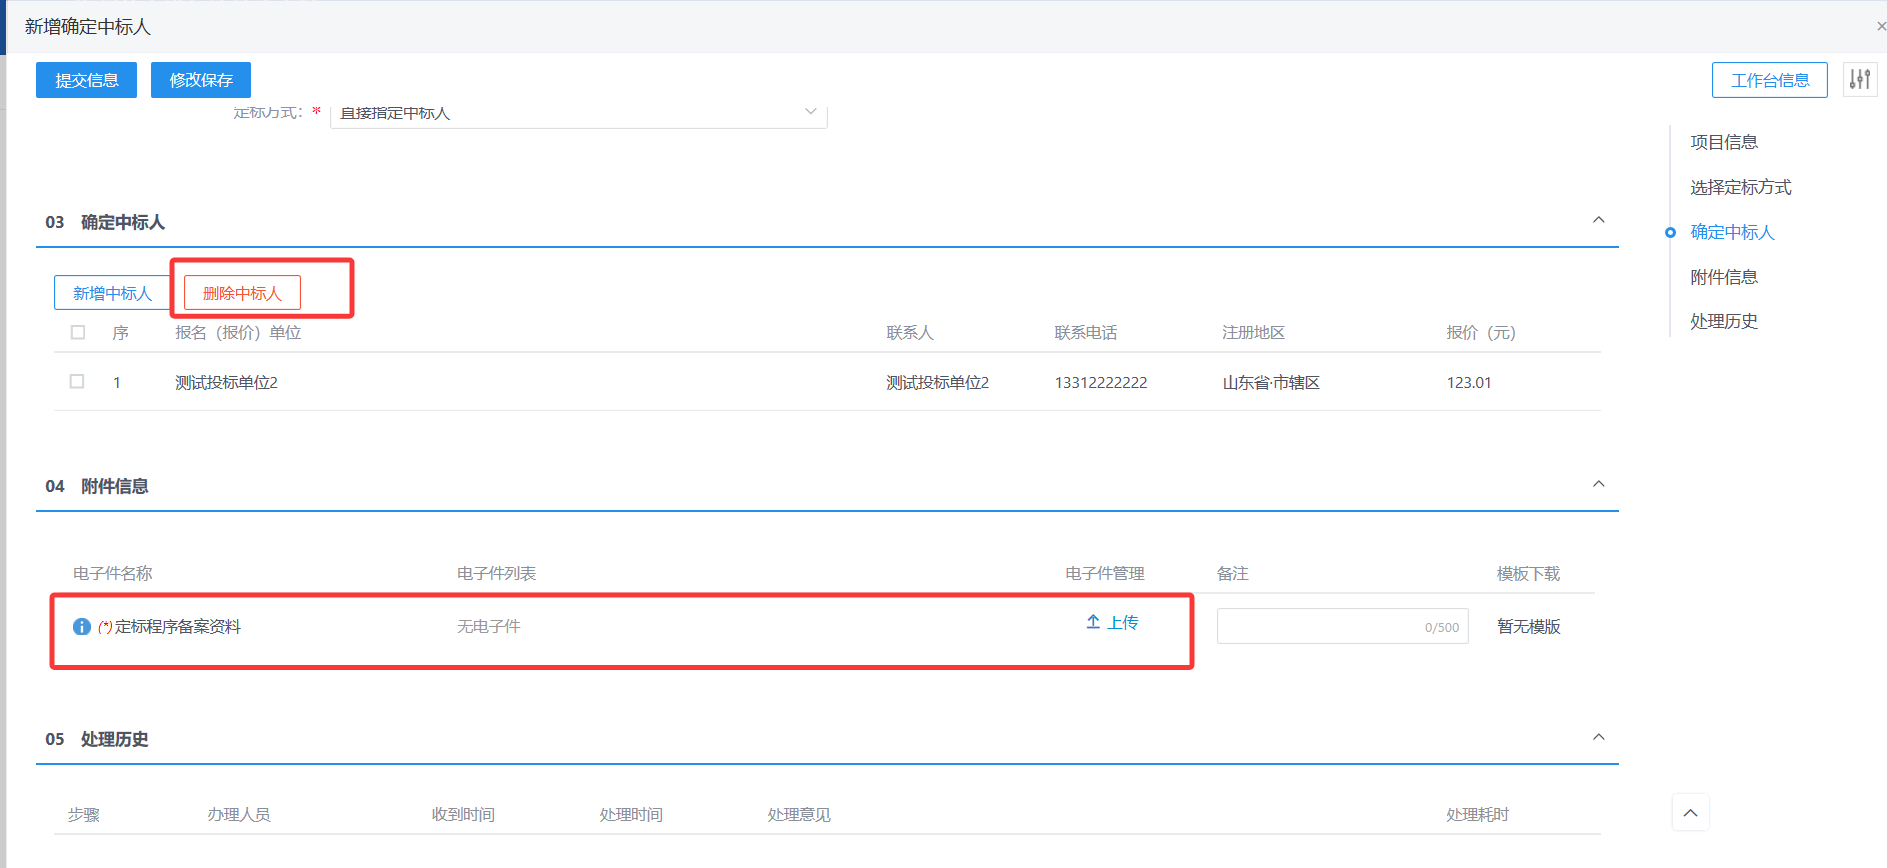 新增确定中标人
提交信息 修改保存 工作台信息
定标方式: * 直接指定中标人
项目信息
选择定标方式
确定中标人
附件信息
处理历史
03 确定中标人
新增中标人 删除中标人
序 报名（报价）单位 联系人 联系电话 注册地区 报价（元）
1 测试投标单位2 测试投标单位2 13312222222 山东省·市辖区 123.01
04 附件信息
电子件名称 电子件列表 电子件管理 备注 模板下载
(*)定标程序备案资料 无电子件 上传 0/500 暂无模版
05 处理历史
步骤 办理人员 收到时间 处理时间 处理意见 处理耗时